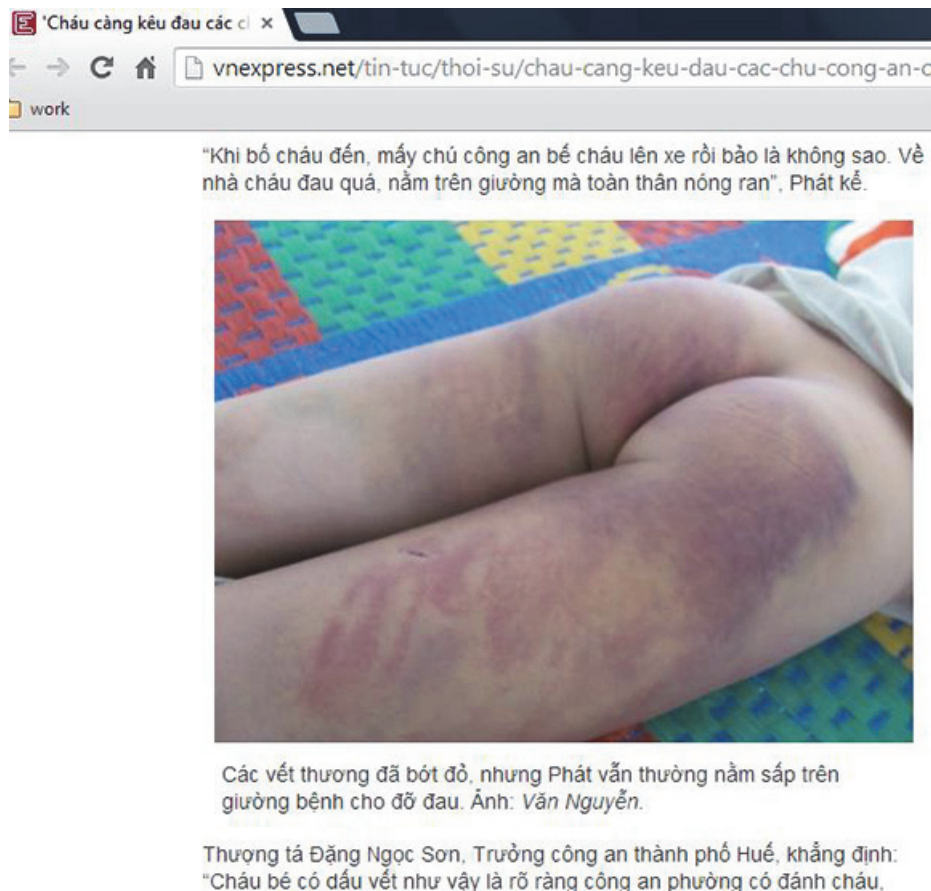 'Cháu càng kêu đau các c
vnexpress.net/tin-tuc/thoi-su/chau-cang-keu-dau-cac-chu-cong-an-
work
“Khi bố cháu đến, mấy chú công an bế cháu lên xe rồi bảo là không sao. Về
nhà cháu đau quá, nằm trên giường mà toàn thân nóng ran”, Phát kể.
Các vết thương đã bớt đỏ, nhưng Phát vẫn thường nằm sấp trên
giường bệnh cho đỡ đau. Ảnh: Văn Nguyễn.
Thượng tá Đặng Ngọc Sơn, Trưởng công an thành phố Huế, khẳng định:
“Cháu bé có dấu vết như vậy là rõ ràng công an phường có đánh cháu,